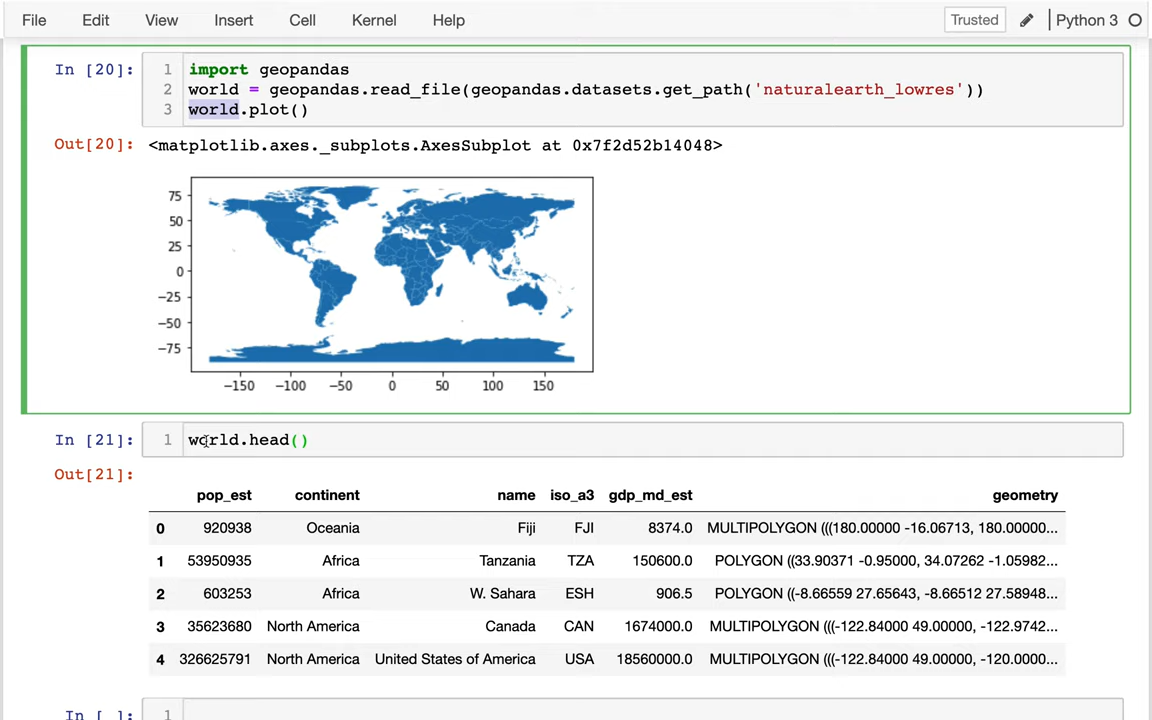 File Edit View Insert Cell Kernel Help Trusted Python 3
In [20]: 1 import geopandas
2 world = geopandas.read_file(geopandas.datasets.get_path('naturalearth_lowres'))
3 world.plot()
Out[20]: <matplotlib.axes._subplots.AxesSubplot at 0x7f2d52b14048>
75
50
25
0
−25
−50
−75
−150 −100 −50 0 50 100 150
In [21]: 1 world.head()
Out[21]:
pop_est continent name iso_a3 gdp_md_est geometry
0 920938 Oceania Fiji FJI 8374.0 MULTIPOLYGON (((180.00000 -16.06713, 180.00000...
1 53950935 Africa Tanzania TZA 150600.0 POLYGON ((33.90371 -0.95000, 34.07262 -1.05982...
2 603253 Africa W. Sahara ESH 906.5 POLYGON ((-8.66559 27.65643, -8.66512 27.58948...
3 35623680 North America Canada CAN 1674000.0 MULTIPOLYGON (((-122.84000 49.00000, -122.9742...
4 326625791 North America United States of America USA 18560000.0 MULTIPOLYGON (((-122.84000 49.00000, -120.0000...
In [ ]: 1